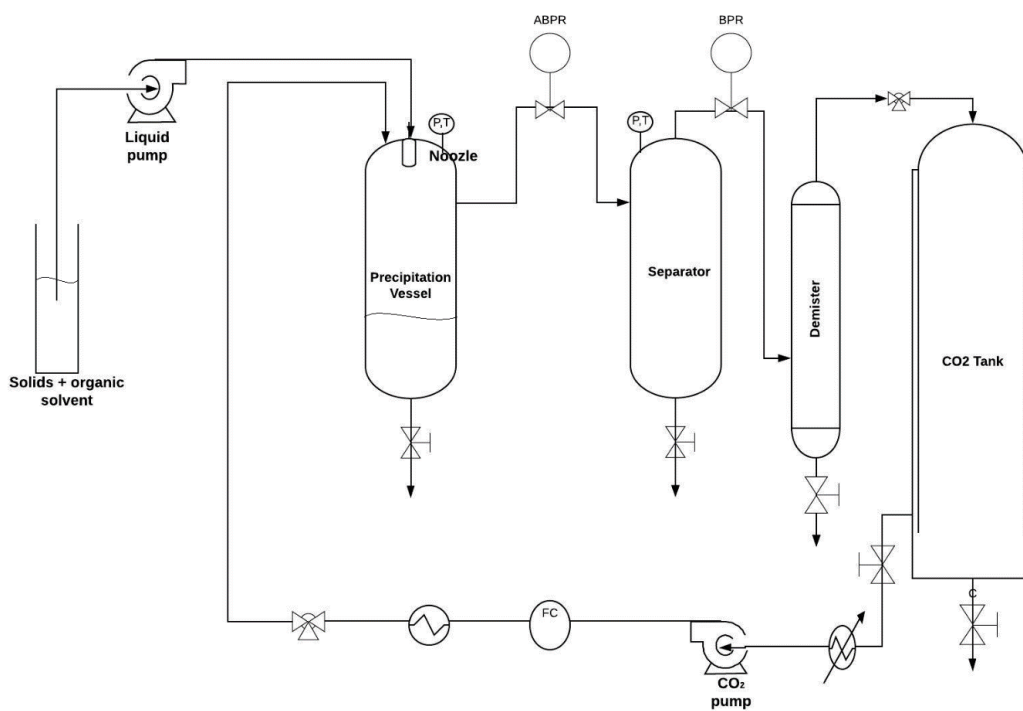 ABPR
BPR
Liquid
pump
P,T
Noozle
P,T
Precipitation
Vessel
Separator
Demister
CO2 Tank
Solids + organic
solvent
C
FC
CO₂
pump